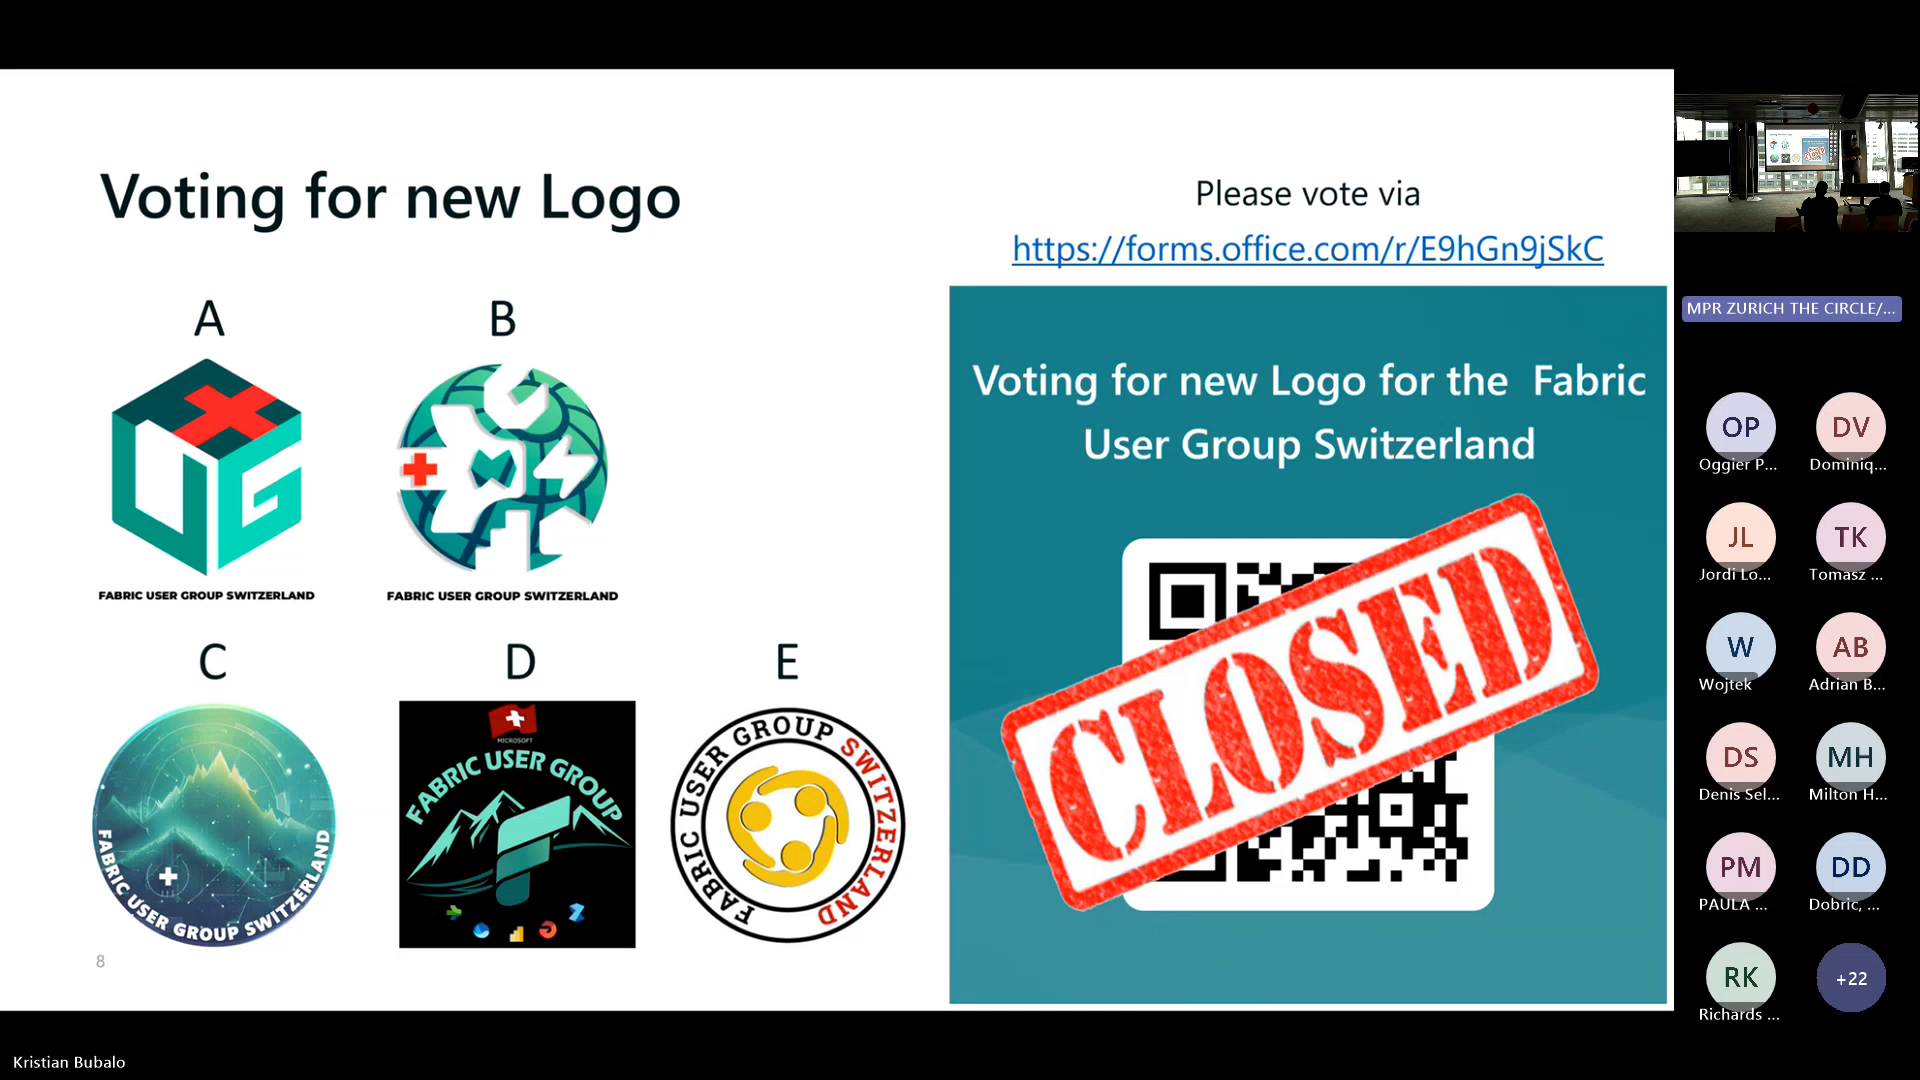 Voting for new Logo
Please vote via
https://forms.office.com/r/E9hGn9jSkC
A
B
UG
FABRIC USER GROUP SWITZERLAND
FABRIC USER GROUP SWITZERLAND
C
D
E
FABRIC USER GROUP SWITZERLAND
MICROSOFT
FABRIC USER GROUP
FABRIC USER GROUP SWITZERLAND
8
Voting for new Logo for the Fabric
User Group Switzerland
CLOSED
MPR ZURICH THE CIRCLE/...
OP
Oggier P...
DV
Dominiq...
JL
Jordi Lo...
TK
Tomasz ...
W
Wojtek
AB
Adrian B...
DS
Denis Sel...
MH
Milton H...
PM
PAULA ...
DD
Dobric, ...
RK
Richards ...
+22
Kristian Bubalo